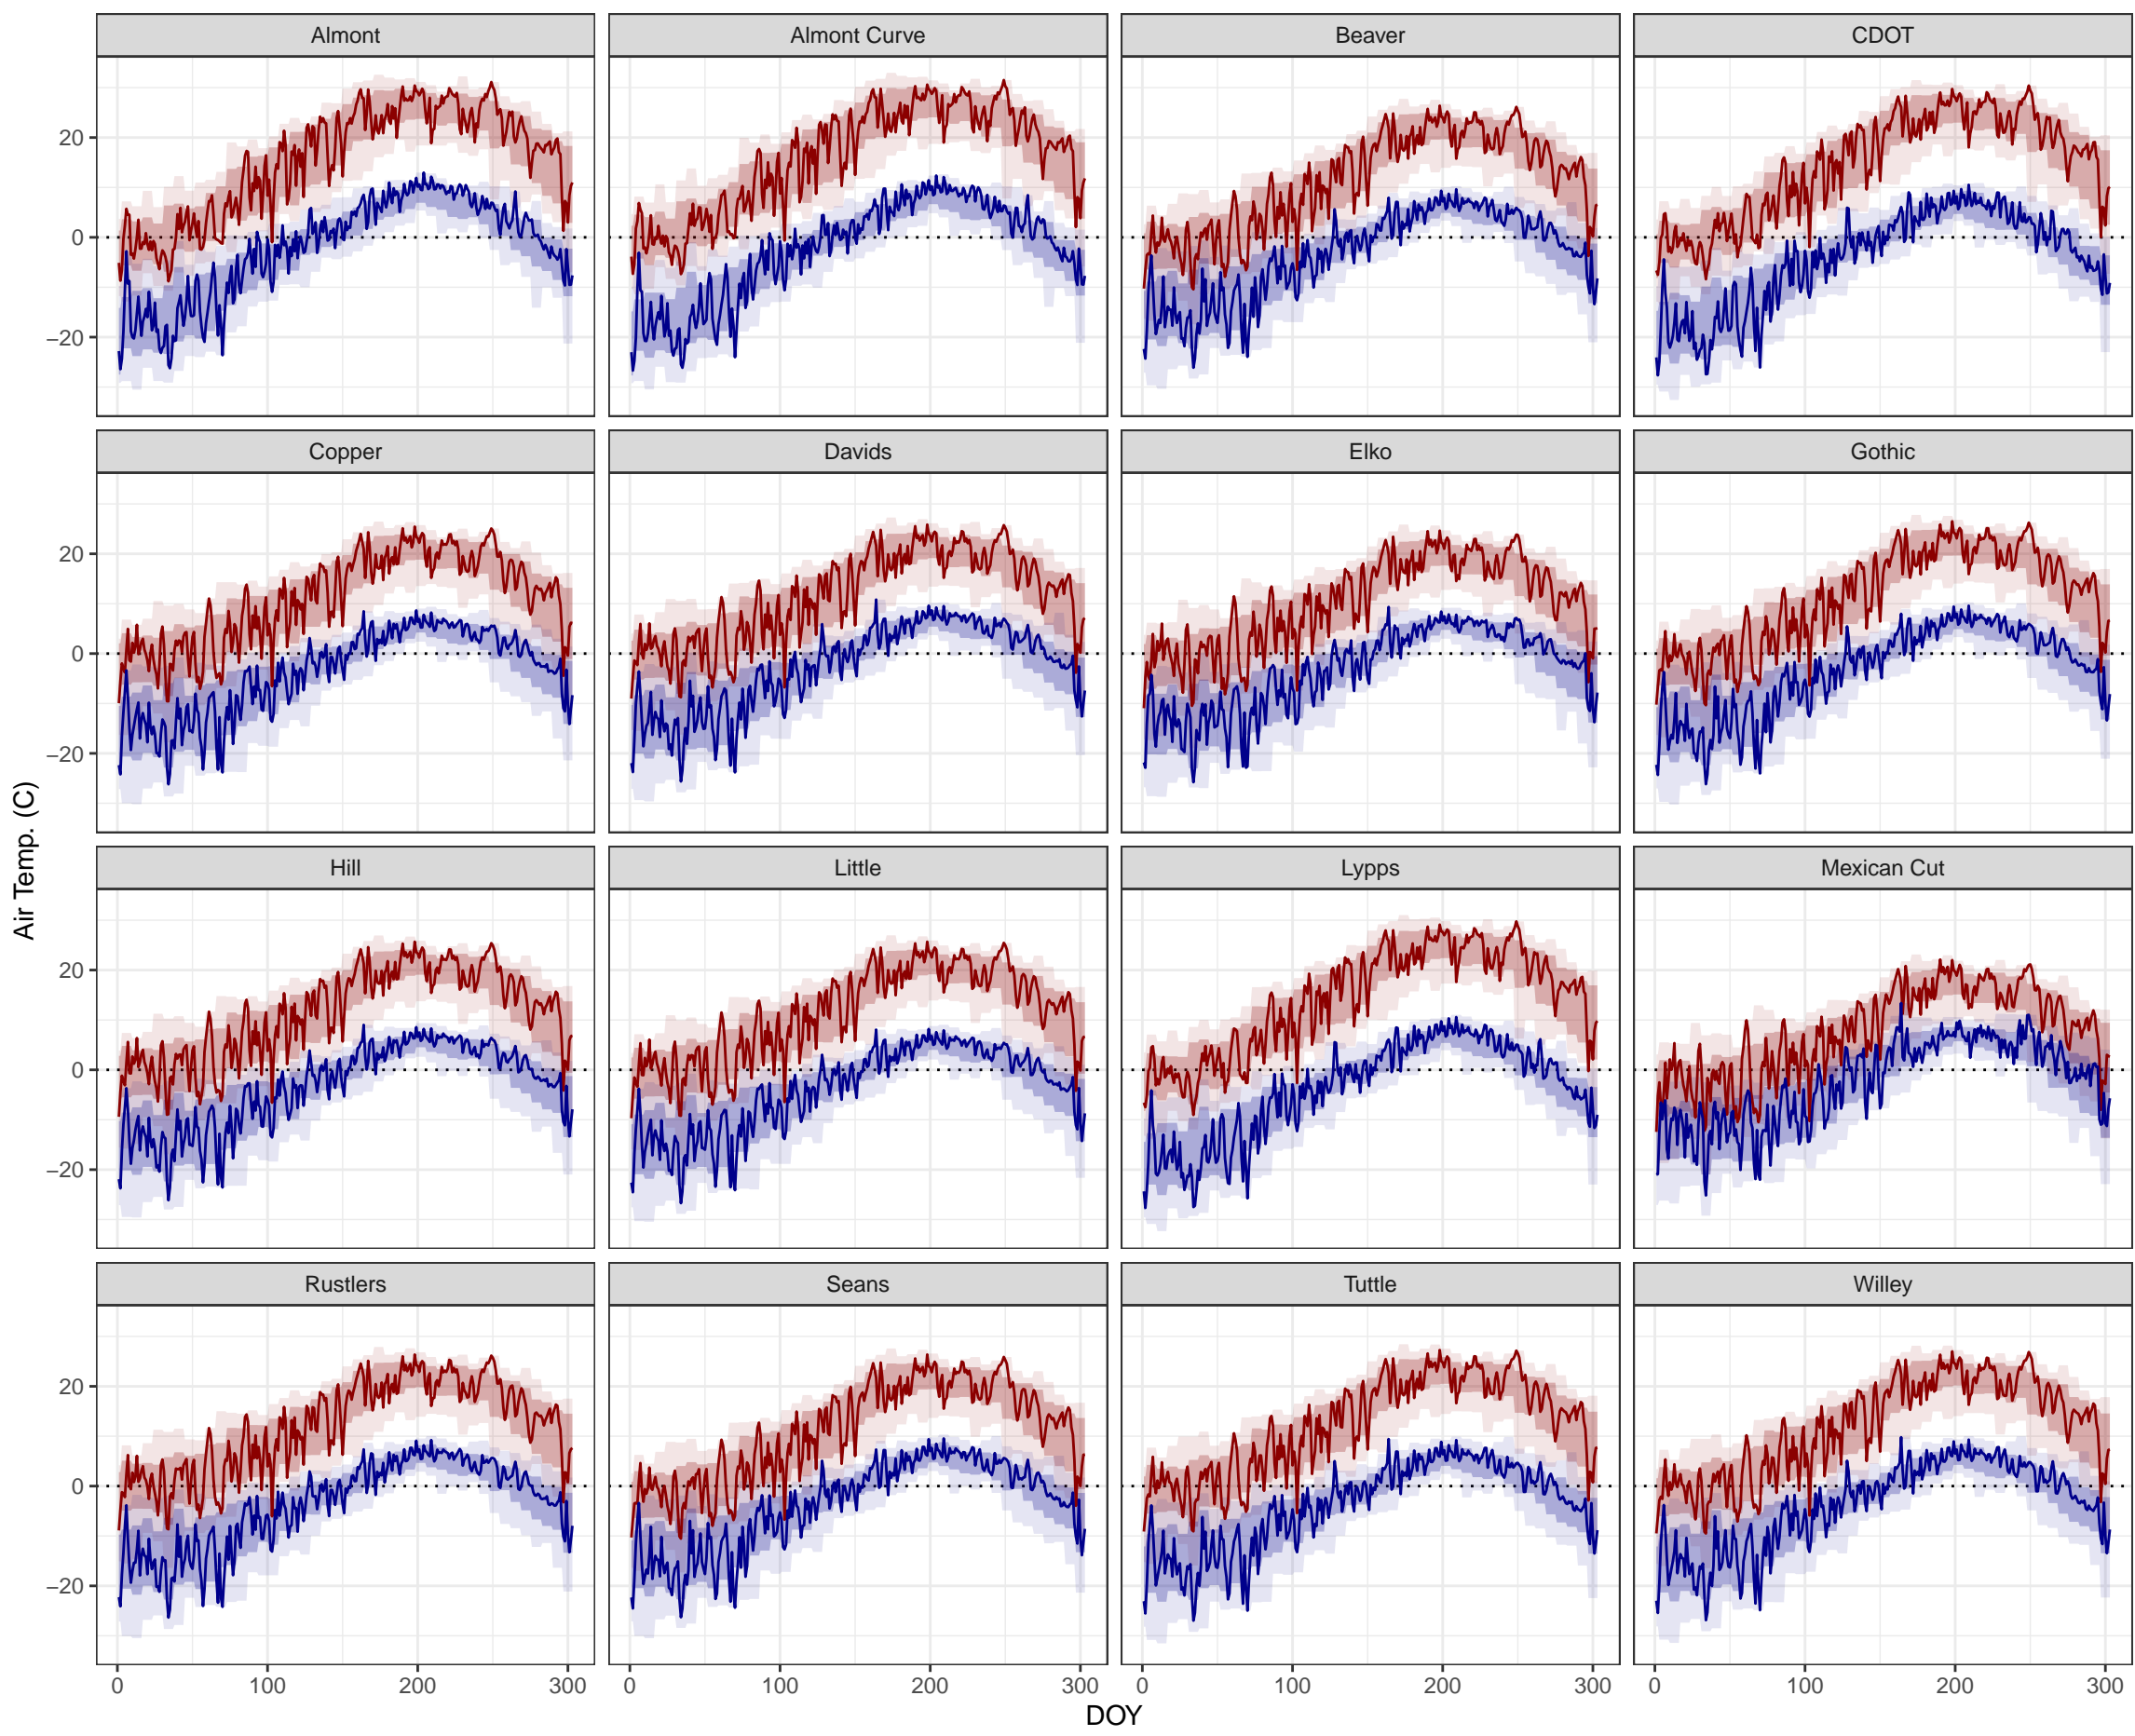 Almont Almont Curve Beaver CDOT
20
0
−20
Copper Davids Elko Gothic
20
0
−20
Air Temp. (C)
Hill Little Lypps Mexican Cut
20
0
−20
Rustlers Seans Tuttle Willey
20
0
−20
0 100 200 300 0 100 200 300 0 100 200 300 0 100 200 300
DOY